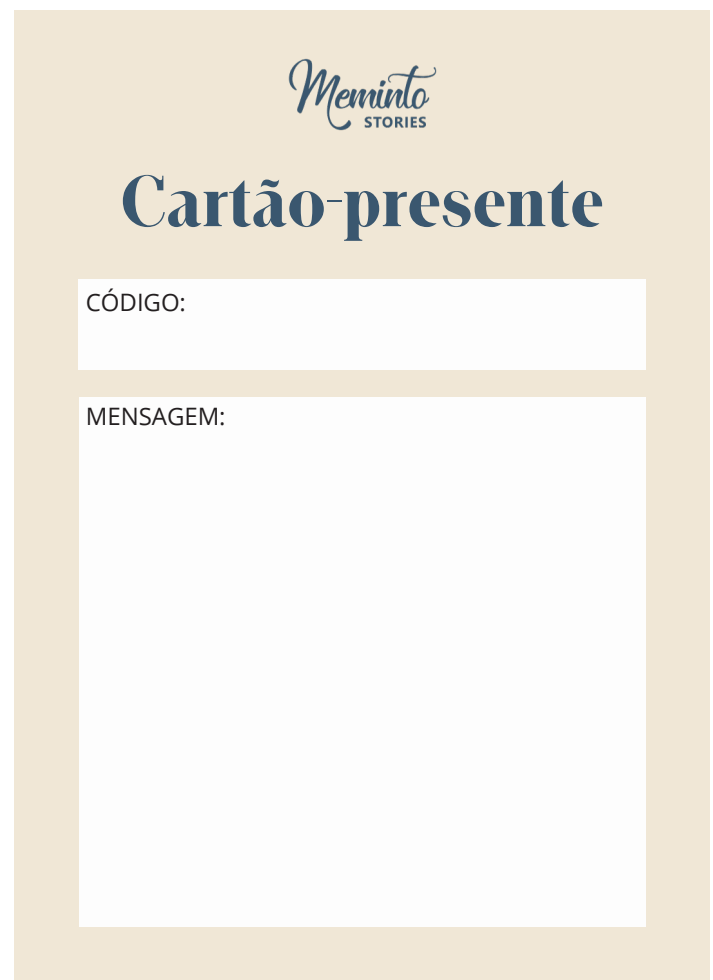 Meminto
STORIES
Cartão-presente
CÓDIGO:
MENSAGEM: